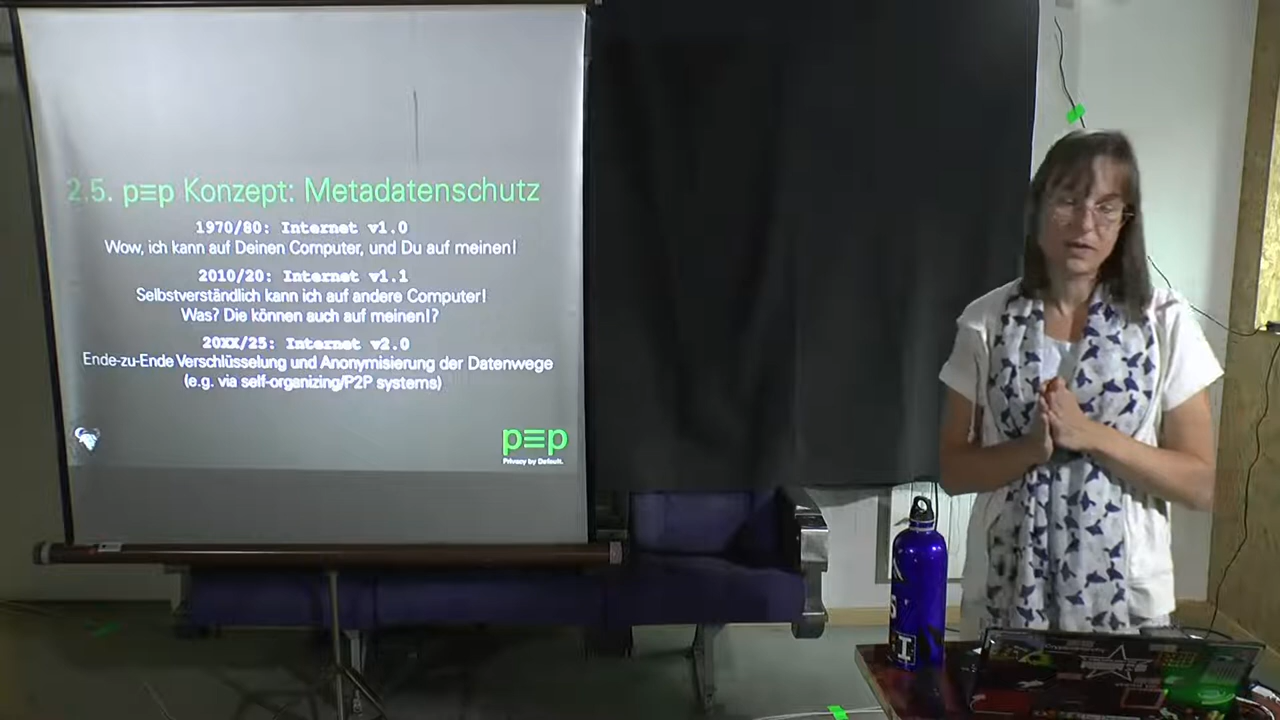 2.5. p≡p Konzept: Metadatenschutz
1970/80: Internet v1.0
Wow, ich kann auf Deinen Computer, und Du auf meinen!
2010/20: Internet v1.1
Selbstverständlich kann ich auf andere Computer!
Was? Die können auch auf meinen!?
20XX/25: Internet v2.0
Ende-zu-Ende Verschlüsselung und Anonymisierung der Datenwege
(e.g. via self-organizing/P2P systems)
p≡p
Privacy by Default.